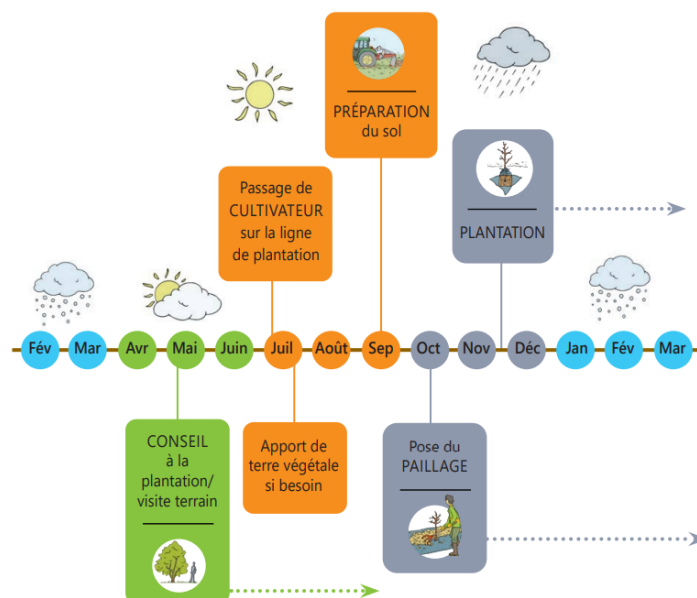 PRÉPARATION
du sol
Passage de
CULTIVATEUR
sur la ligne
de plantation
PLANTATION
Fév
Mar
Avr
Mai
Juin
Juil
Août
Sep
Oct
Nov
Déc
Jan
Fév
Mar
CONSEIL
à la
plantation/
visite terrain
Apport de
terre végétale
si besoin
Pose du
PAILLAGE